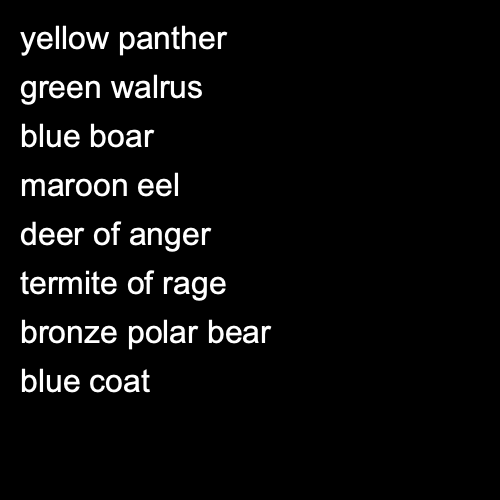 yellow panther
green walrus
blue boar
maroon eel
deer of anger
termite of rage
bronze polar bear
blue coat